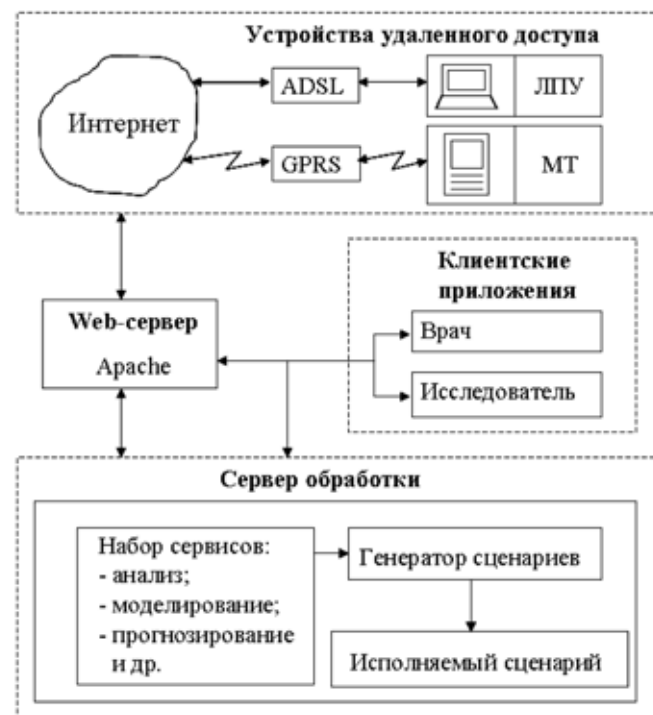 Устройства удаленного доступа
Интернет
ADSL
ЛПУ
GPRS
МТ
Клиентские
приложения
Web-сервер
Apache
Врач
Исследователь
Сервер обработки
Набор сервисов:
- анализ;
- моделирование;
- прогнозирование
и др.
Генератор сценариев
Исполняемый сценарий